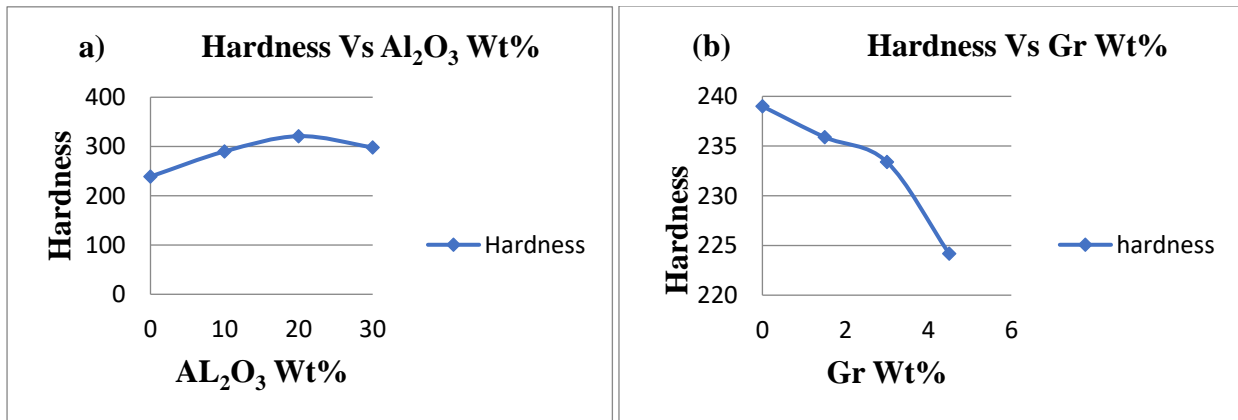 a) Hardness Vs Al₂O₃ Wt%
400
300
200
100
0
Hardness
0 10 20 30
AL₂O₃ Wt%
Hardness
(b) Hardness Vs Gr Wt%
240
235
230
225
220
Hardness
0 2 4 6
Gr Wt%
hardness